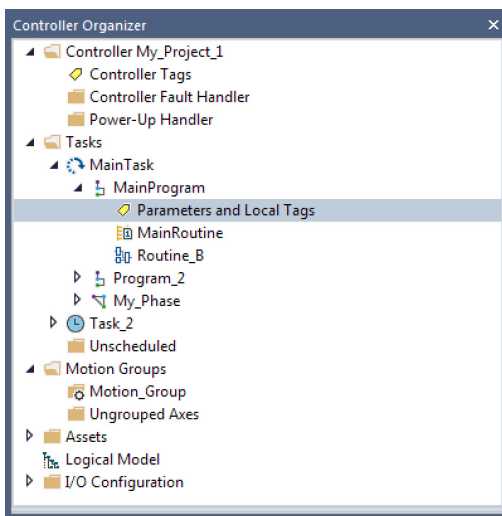 Controller Organizer
Controller My_Project_1
Controller Tags
Controller Fault Handler
Power-Up Handler
Tasks
MainTask
MainProgram
Parameters and Local Tags
MainRoutine
Routine_B
Program_2
My_Phase
Task_2
Unscheduled
Motion Groups
Motion_Group
Ungrouped Axes
Assets
Logical Model
I/O Configuration